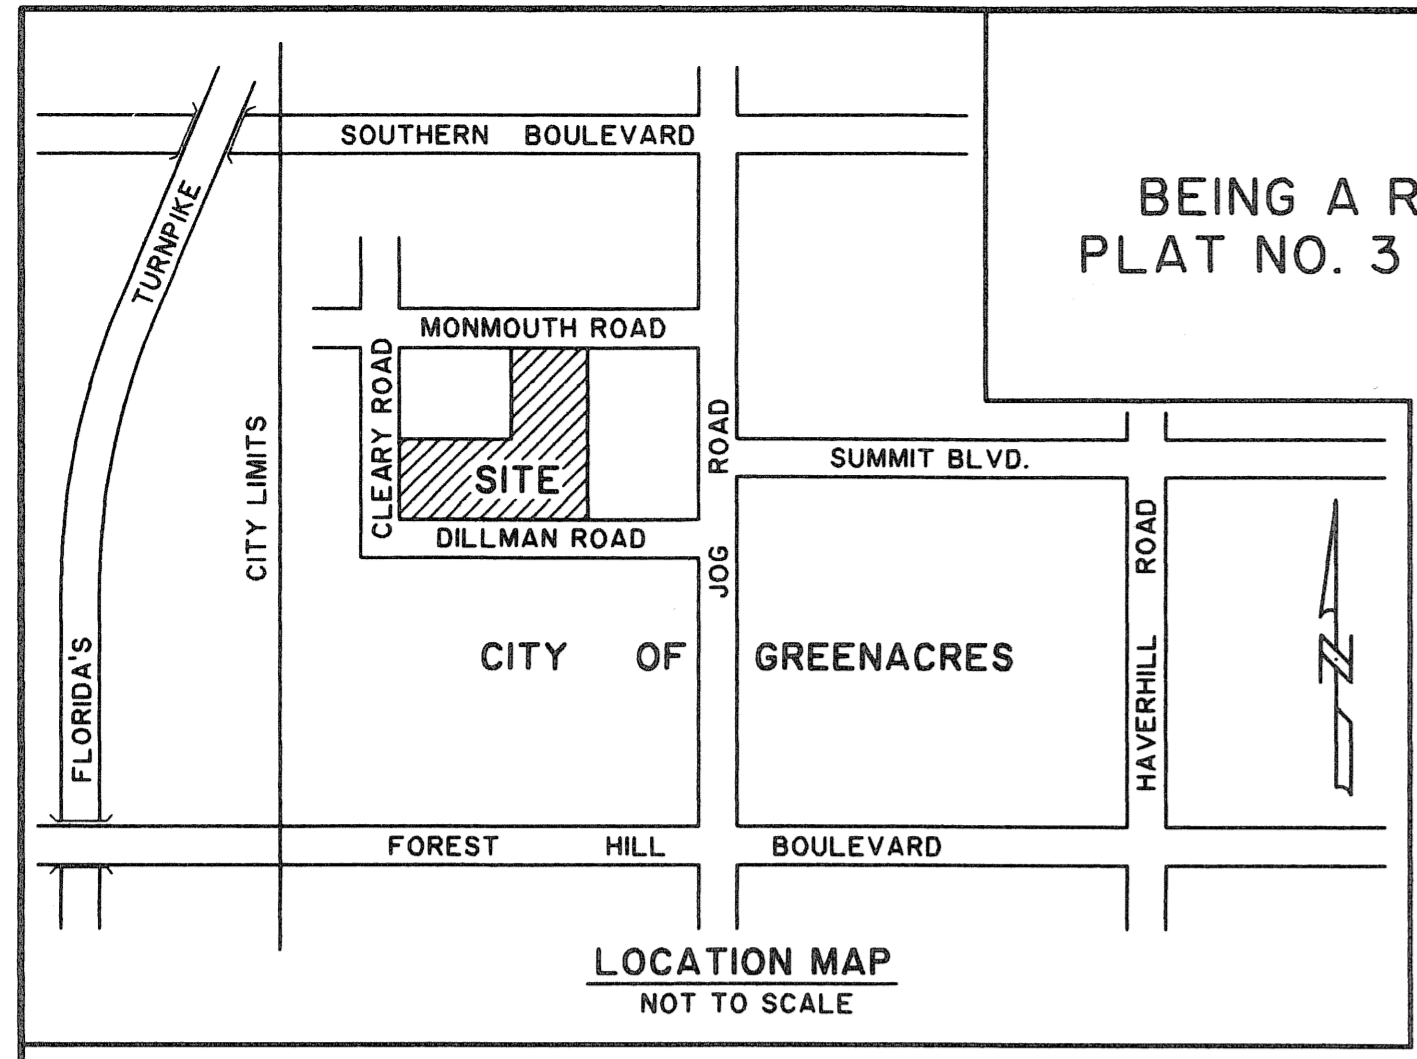 SOUTHERN BOULEVARD
BEING A R
PLAT NO. 3
TURNPIKE
MONMOUTH ROAD
CLEARY ROAD
CITY LIMITS
SITE
JOG ROAD
SUMMIT BLVD.
DILLMAN ROAD
HAVERHILL ROAD
CITY OF GREENACRES
N
FLORIDA'S
FOREST HILL BOULEVARD
LOCATION MAP
NOT TO SCALE